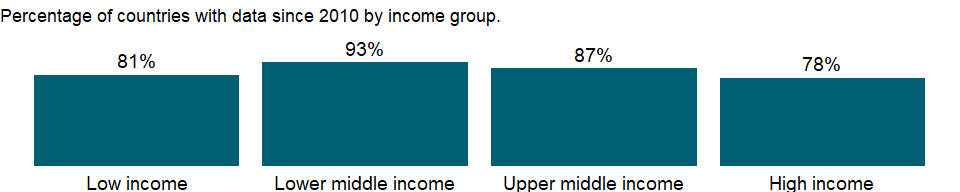 Percentage of countries with data since 2010 by income group.
81% 93% 87% 78%
Low income Lower middle income Upper middle income High income